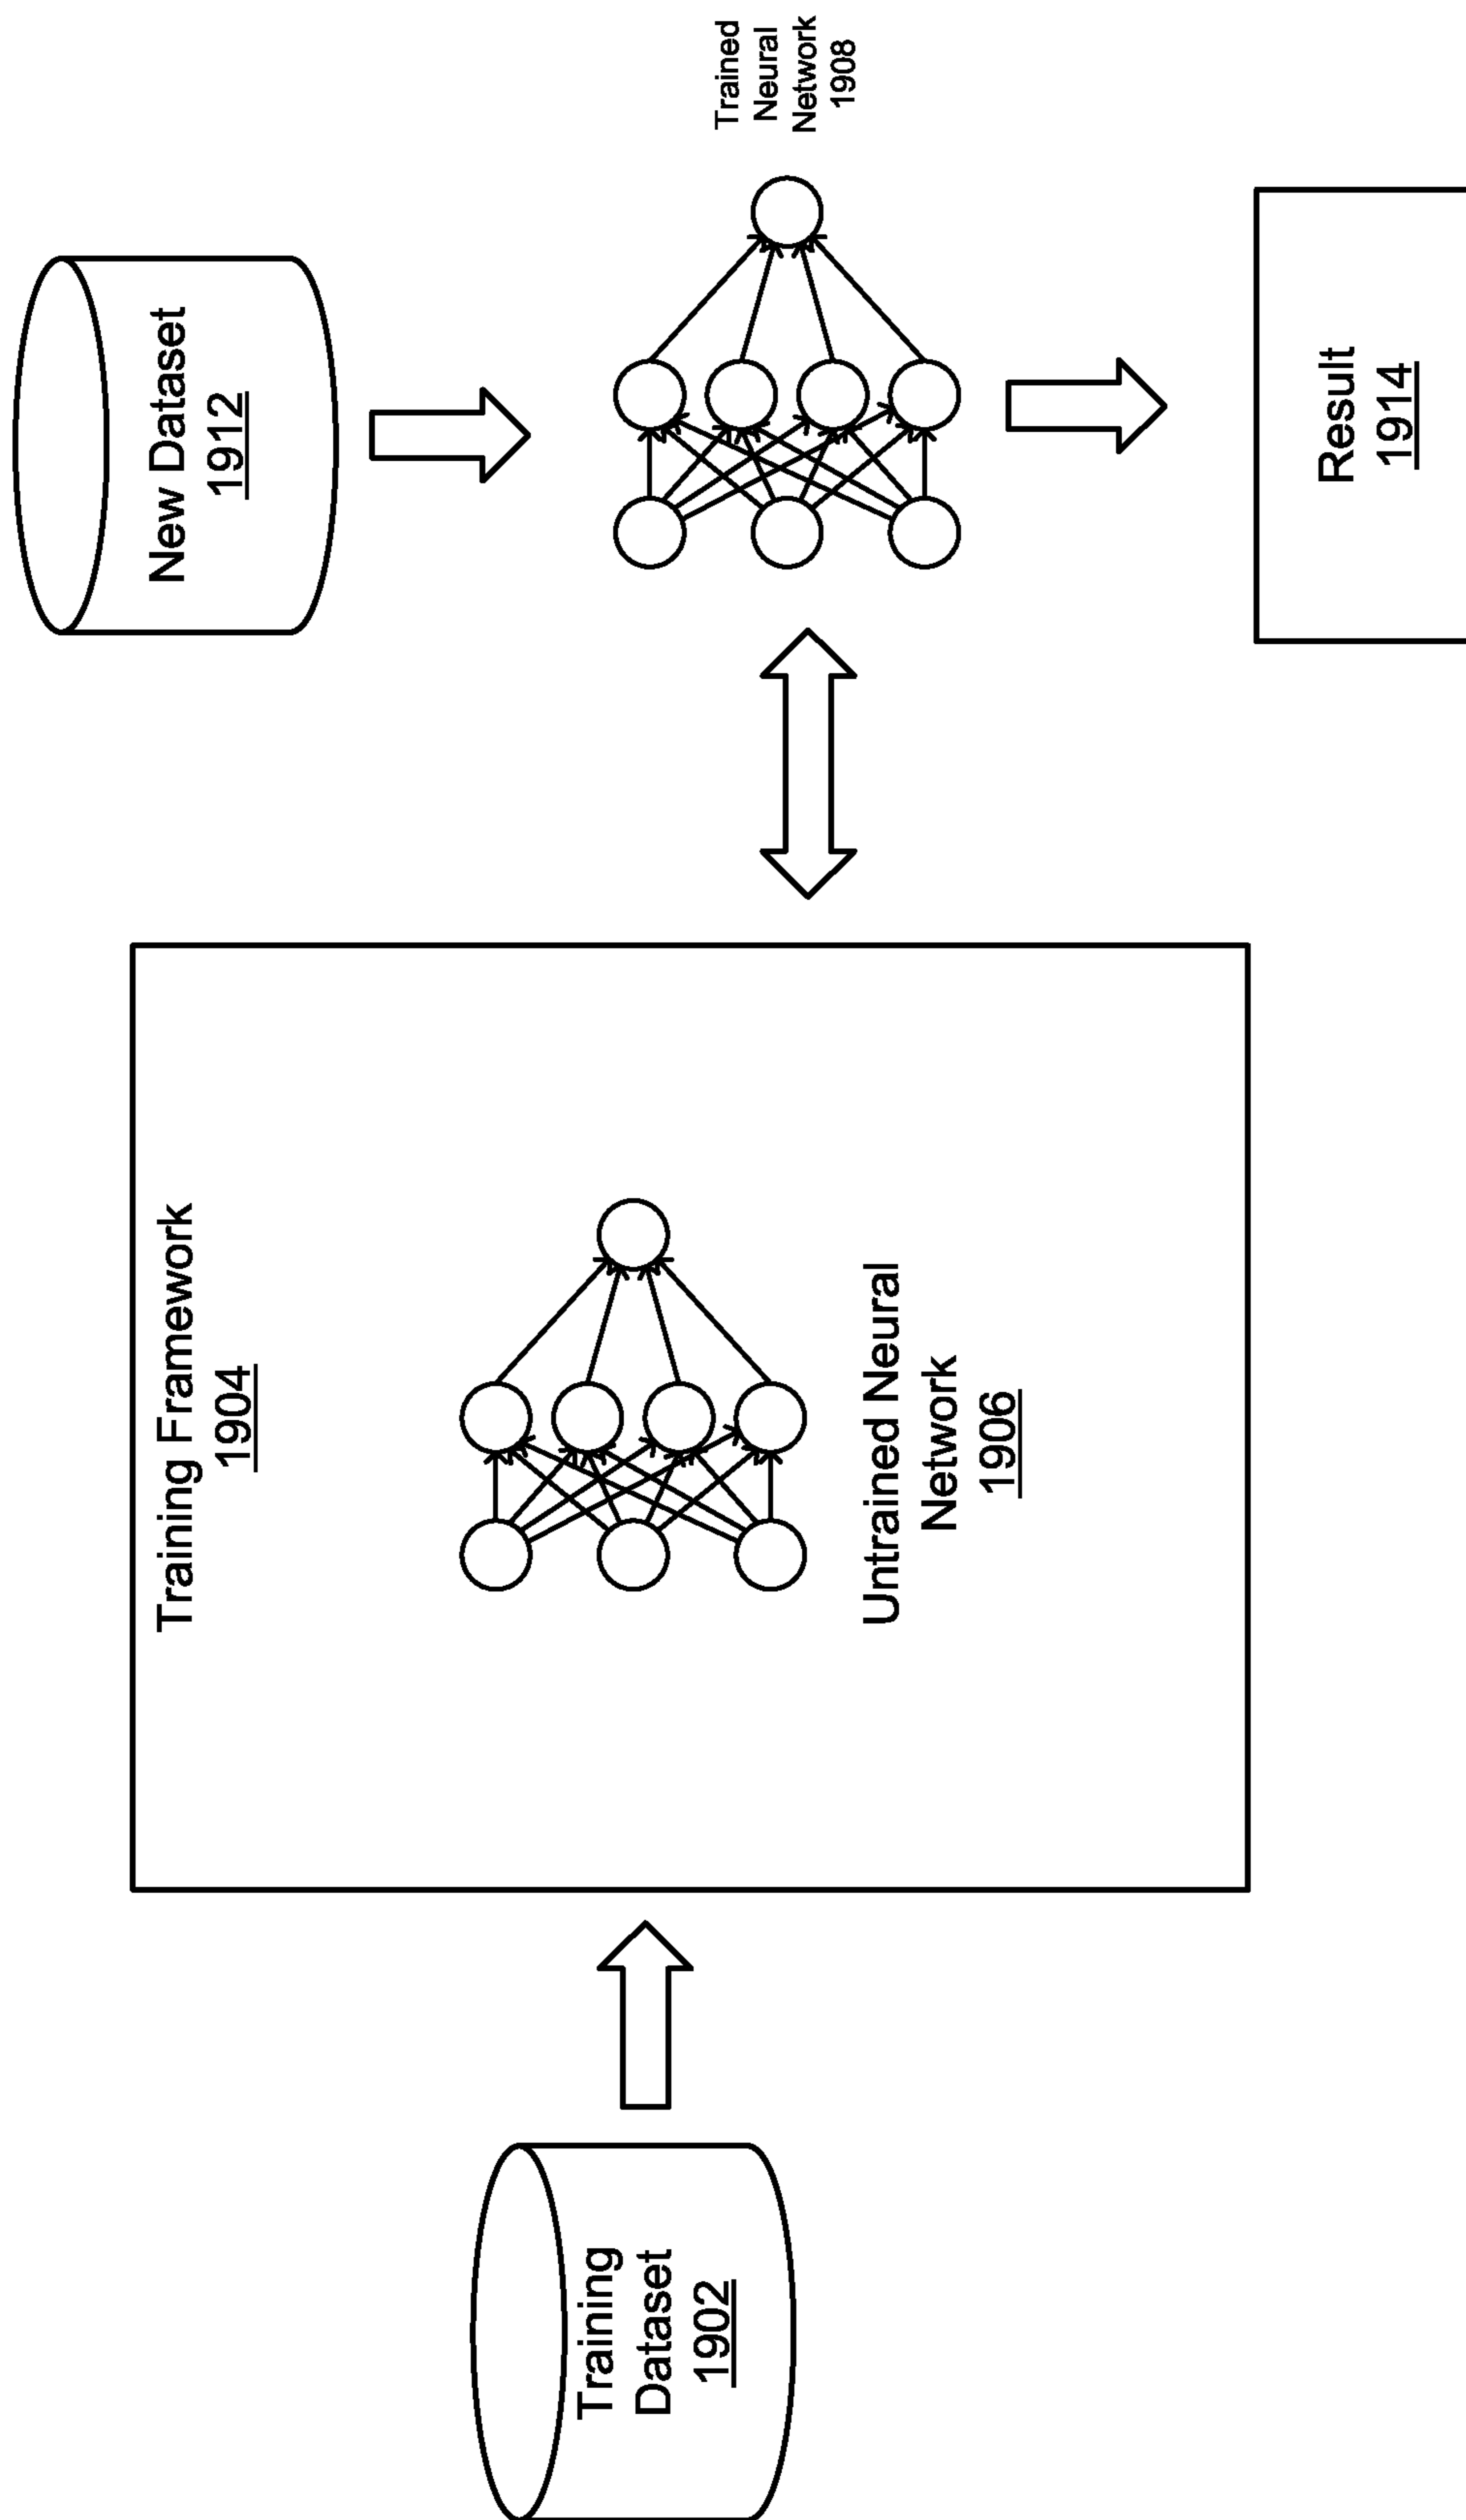 Training
Dataset
1902
Training Framework
1904
Untrained Neural
Network
1906
New Dataset
1912
Trained
Neural
Network
1908
Result
1914